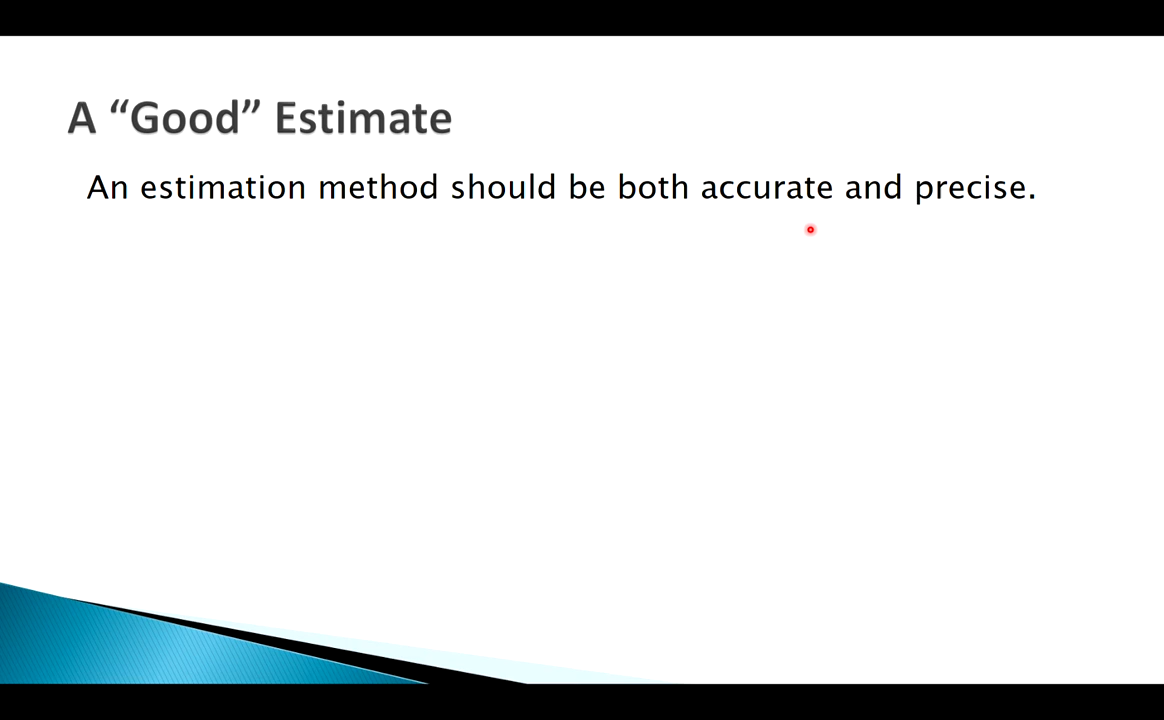 A “Good” Estimate
An estimation method should be both accurate and precise.